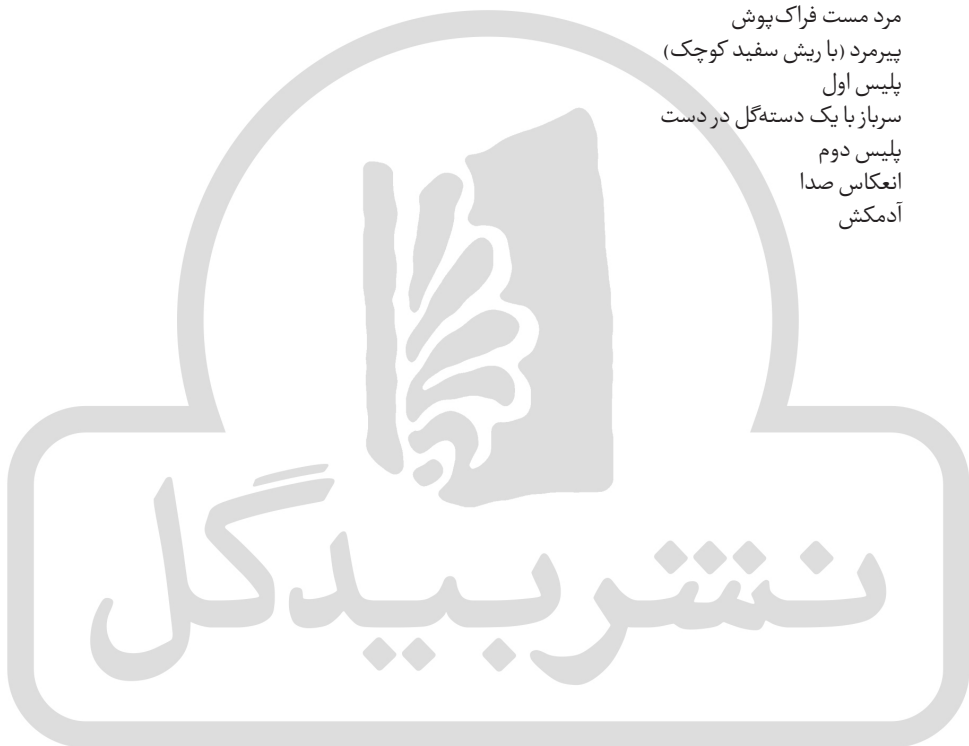 مرد مست فراک‌پوش
پیرمرد (با ریش سفید کوچک)
پلیس اول
سرباز با یک دسته‌گل در دست
پلیس دوم
انعکاس صدا
آدمکش
نشر بیدگل